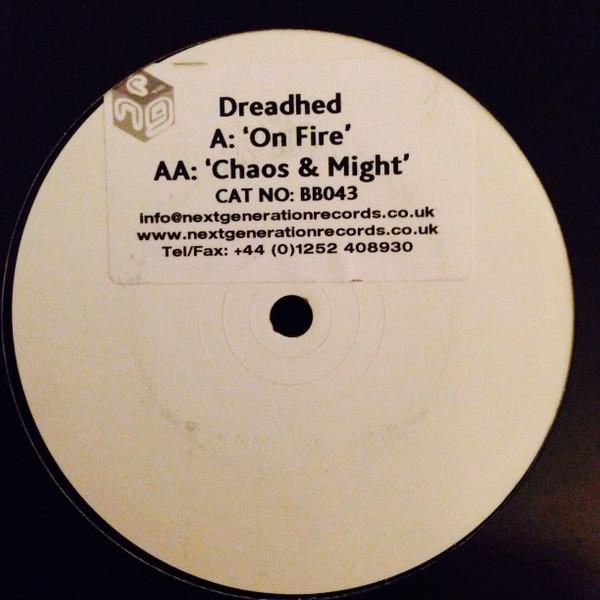 ng
Dreadhed
A: ‘On Fire’
AA: ‘Chaos & Might’
CAT NO: BB043
info@nextgenerationrecords.co.uk
www.nextgenerationrecords.co.uk
Tel/Fax: +44 (0)1252 408930